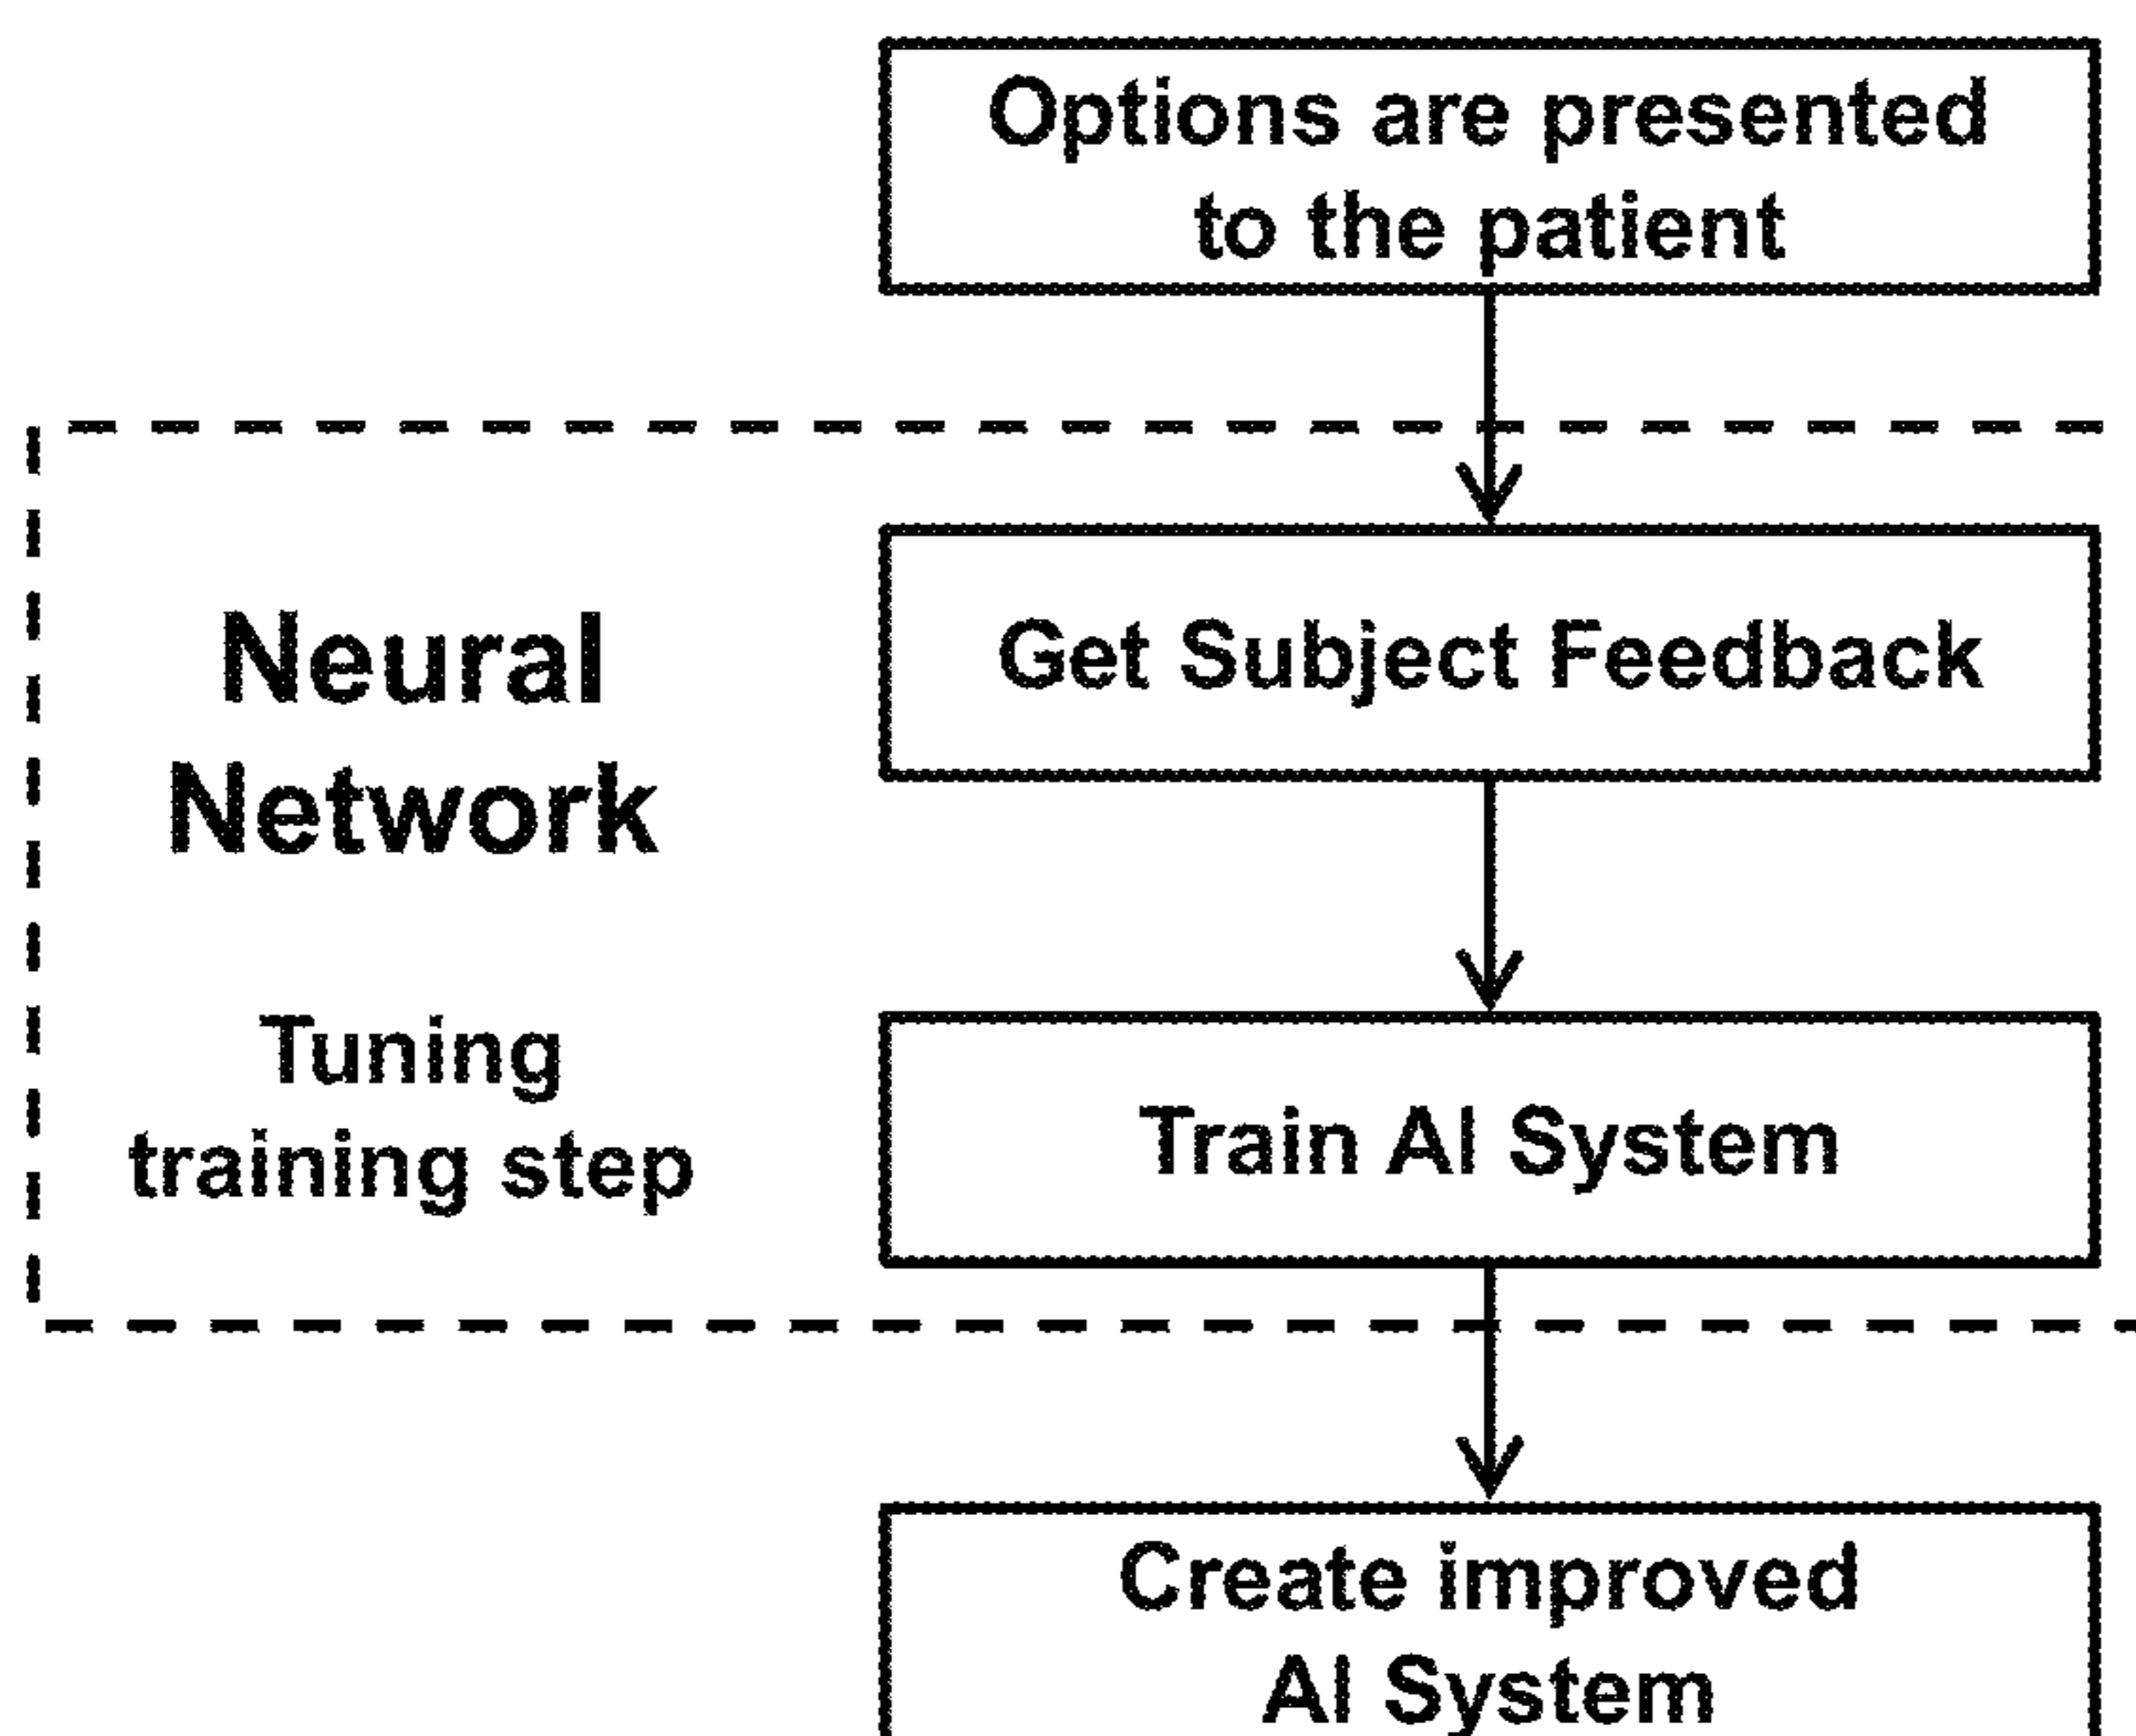 Options are presented
to the patient
Get Subject Feedback
Neural
Network
Tuning
training step
Train AI System
Create improved
AI System